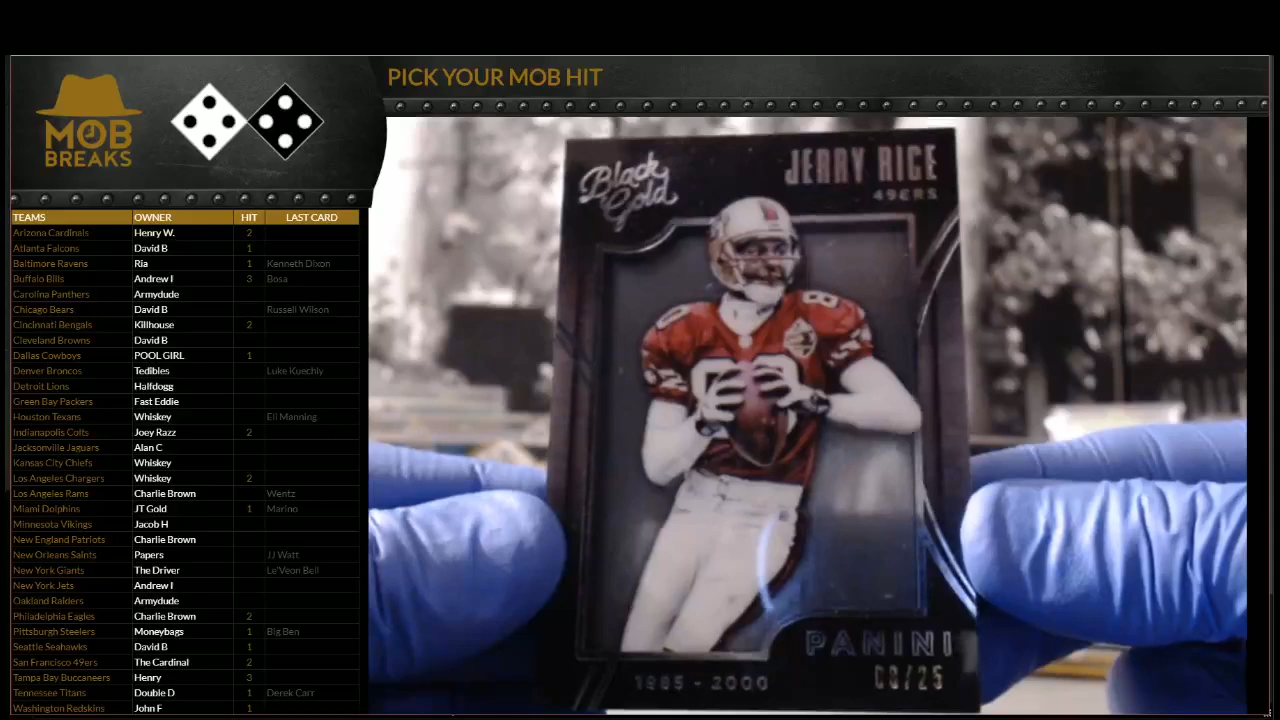 PICK YOUR MOB HIT
MOB
BREAKS
TEAMS OWNER HIT LAST CARD
Arizona Cardinals Henry W. 2
Atlanta Falcons David B 1
Baltimore Ravens Ria 1 Kenneth Dixon
Buffalo Bills Andrew I 3 Bosa
Carolina Panthers Armydude
Chicago Bears David B Russell Wilson
Cincinnati Bengals Killhouse 2
Cleveland Browns David B
Dallas Cowboys POOL GIRL 1
Denver Broncos Tedibles Luke Kuechly
Detroit Lions Halfdogg
Green Bay Packers Fast Eddie
Houston Texans Whiskey Eli Manning
Indianapolis Colts Joey Razz 2
Jacksonville Jaguars Alan C
Kansas City Chiefs Whiskey
Los Angeles Chargers Whiskey 2
Los Angeles Rams Charlie Brown Wentz
Miami Dolphins JT Gold 1 Marino
Minnesota Vikings Jacob H
New England Patriots Charlie Brown
New Orleans Saints Papers JJ Watt
New York Giants The Driver Le'Veon Bell
New York Jets Andrew I
Oakland Raiders Armydude
Philadelphia Eagles Charlie Brown 2
Pittsburgh Steelers Moneybags 1 Big Ben
Seattle Seahawks David B 1
San Francisco 49ers The Cardinal 2
Tampa Bay Buccaneers Henry 3
Tennessee Titans Double D 1 Derek Carr
Washington Redskins John F 1
Black Gold
JERRY RICE
49ERS
PANINI
1985 - 2000
/25